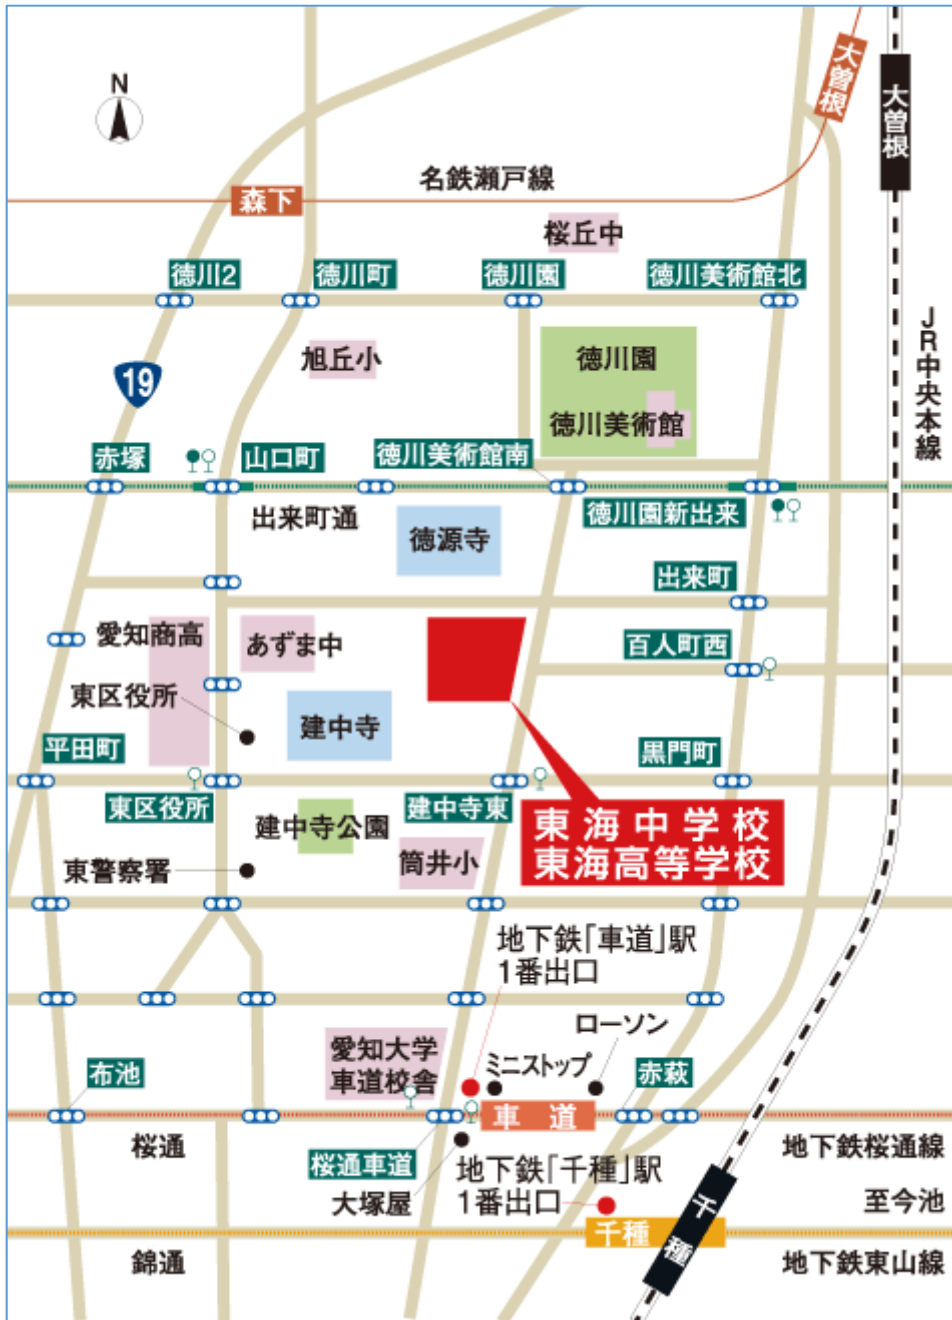 N
大曽根
大曽根
名鉄瀬戸線
森下
桜丘中
徳川2
徳川町
徳川園
徳川美術館北
JR中央本線
旭丘小
徳川園
19
徳川美術館
赤塚
山口町
徳川美術館南
出来町通
徳川園新出来
徳源寺
出来町
愛知商高
あずま中
百人町西
東区役所
建中寺
平田町
黒門町
東区役所
建中寺東
建中寺公園
東海中学校
東海高等学校
筒井小
東警察署
地下鉄「車道」駅
1番出口
ローソン
愛知大学
車道校舎
ミニストップ
布池
赤萩
車道
桜通
地下鉄桜通線
桜通車道
地下鉄「千種」駅
1番出口
大塚屋
至今池
千種
千種
錦通
地下鉄東山線